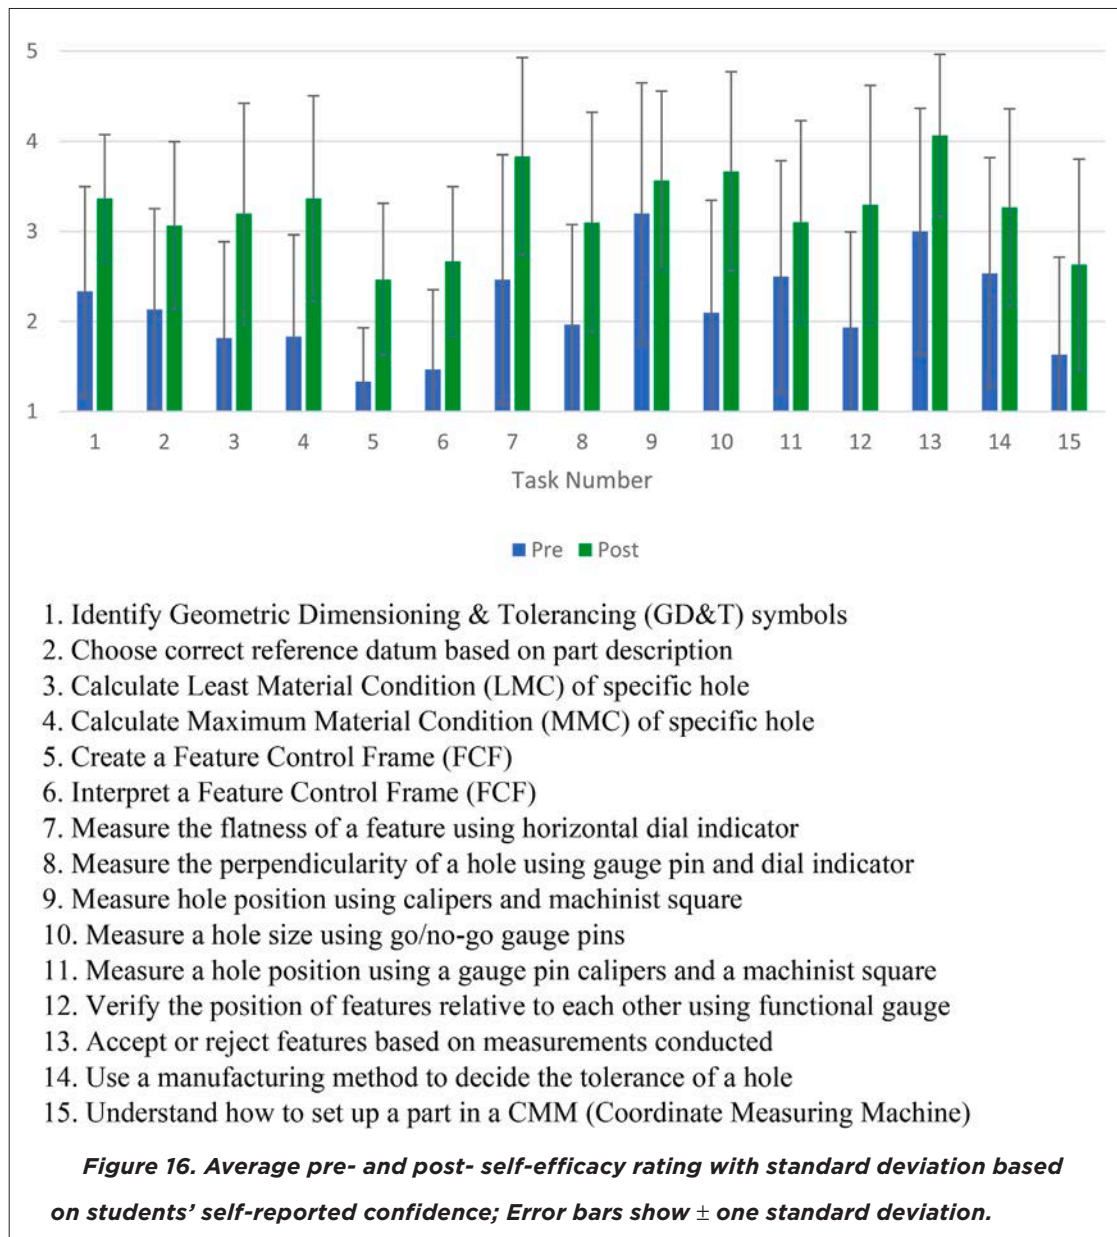 5
4
3
2
1
1 2 3 4 5 6 7 8 9 10 11 12 13 14 15
Task Number
Pre Post
1. Identify Geometric Dimensioning & Tolerancing (GD&T) symbols
2. Choose correct reference datum based on part description
3. Calculate Least Material Condition (LMC) of specific hole
4. Calculate Maximum Material Condition (MMC) of specific hole
5. Create a Feature Control Frame (FCF)
6. Interpret a Feature Control Frame (FCF)
7. Measure the flatness of a feature using horizontal dial indicator
8. Measure the perpendicularity of a hole using gauge pin and dial indicator
9. Measure hole position using calipers and machinist square
10. Measure a hole size using go/no-go gauge pins
11. Measure a hole position using a gauge pin calipers and a machinist square
12. Verify the position of features relative to each other using functional gauge
13. Accept or reject features based on measurements conducted
14. Use a manufacturing method to decide the tolerance of a hole
15. Understand how to set up a part in a CMM (Coordinate Measuring Machine)
Figure 16. Average pre- and post- self-efficacy rating with standard deviation based
on students’ self-reported confidence; Error bars show ± one standard deviation.